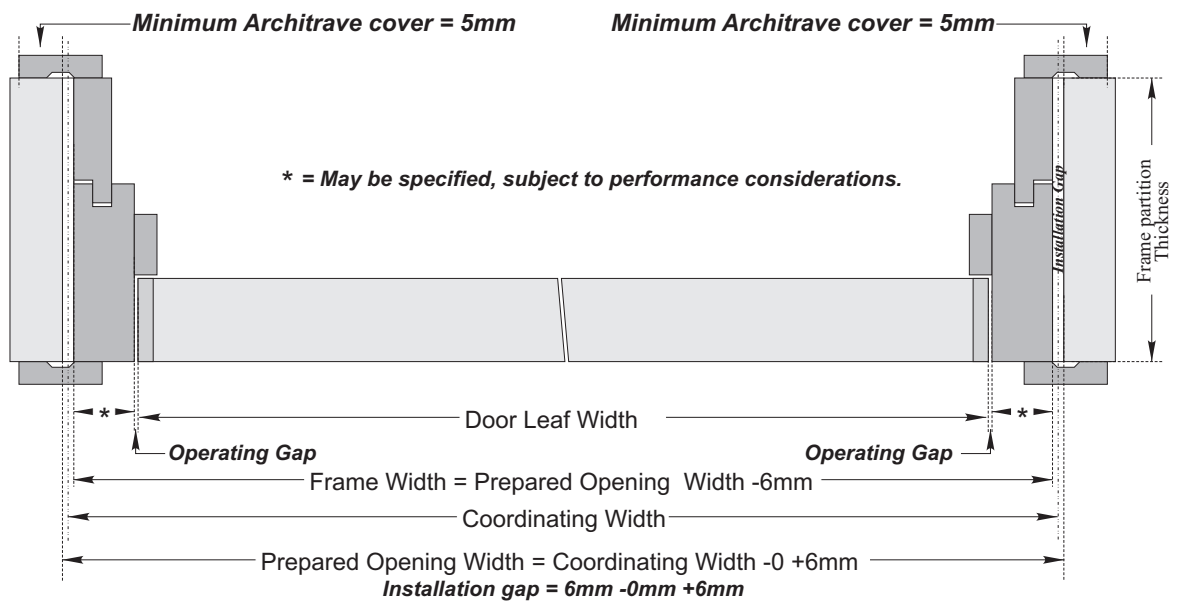 Minimum Architrave cover = 5mm
Minimum Architrave cover = 5mm
* = May be specified, subject to performance considerations.
Installation Gap
Frame partition
Thickness
*
Door Leaf Width
*
Operating Gap
Operating Gap
Frame Width = Prepared Opening Width -6mm
Coordinating Width
Prepared Opening Width = Coordinating Width -0 +6mm
Installation gap = 6mm -0mm +6mm